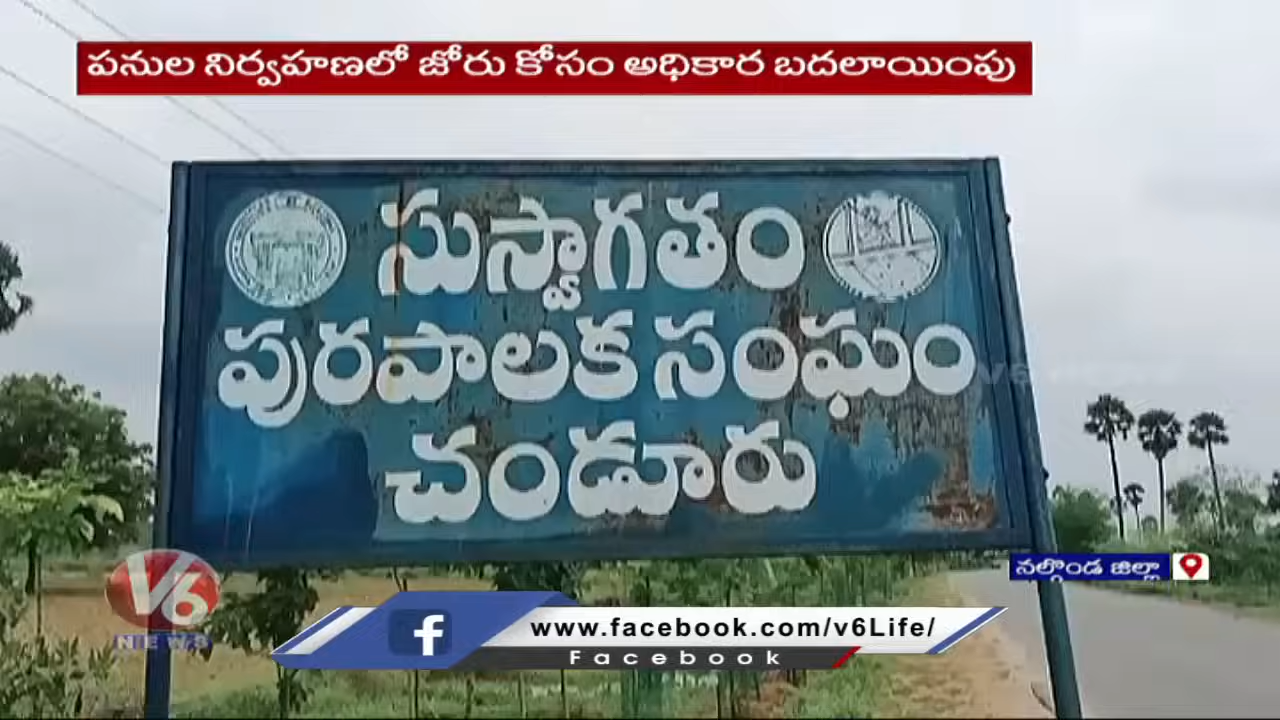 పనుల నిర్వహణలో జోరు కోసం అధికార బదలాయింపు
సుస్వాగతం
పురపాలక సంఘం
చండూరు
నల్గొండ జిల్లా
V6
NEWS
f
www.facebook.com/v6Life/
Facebook